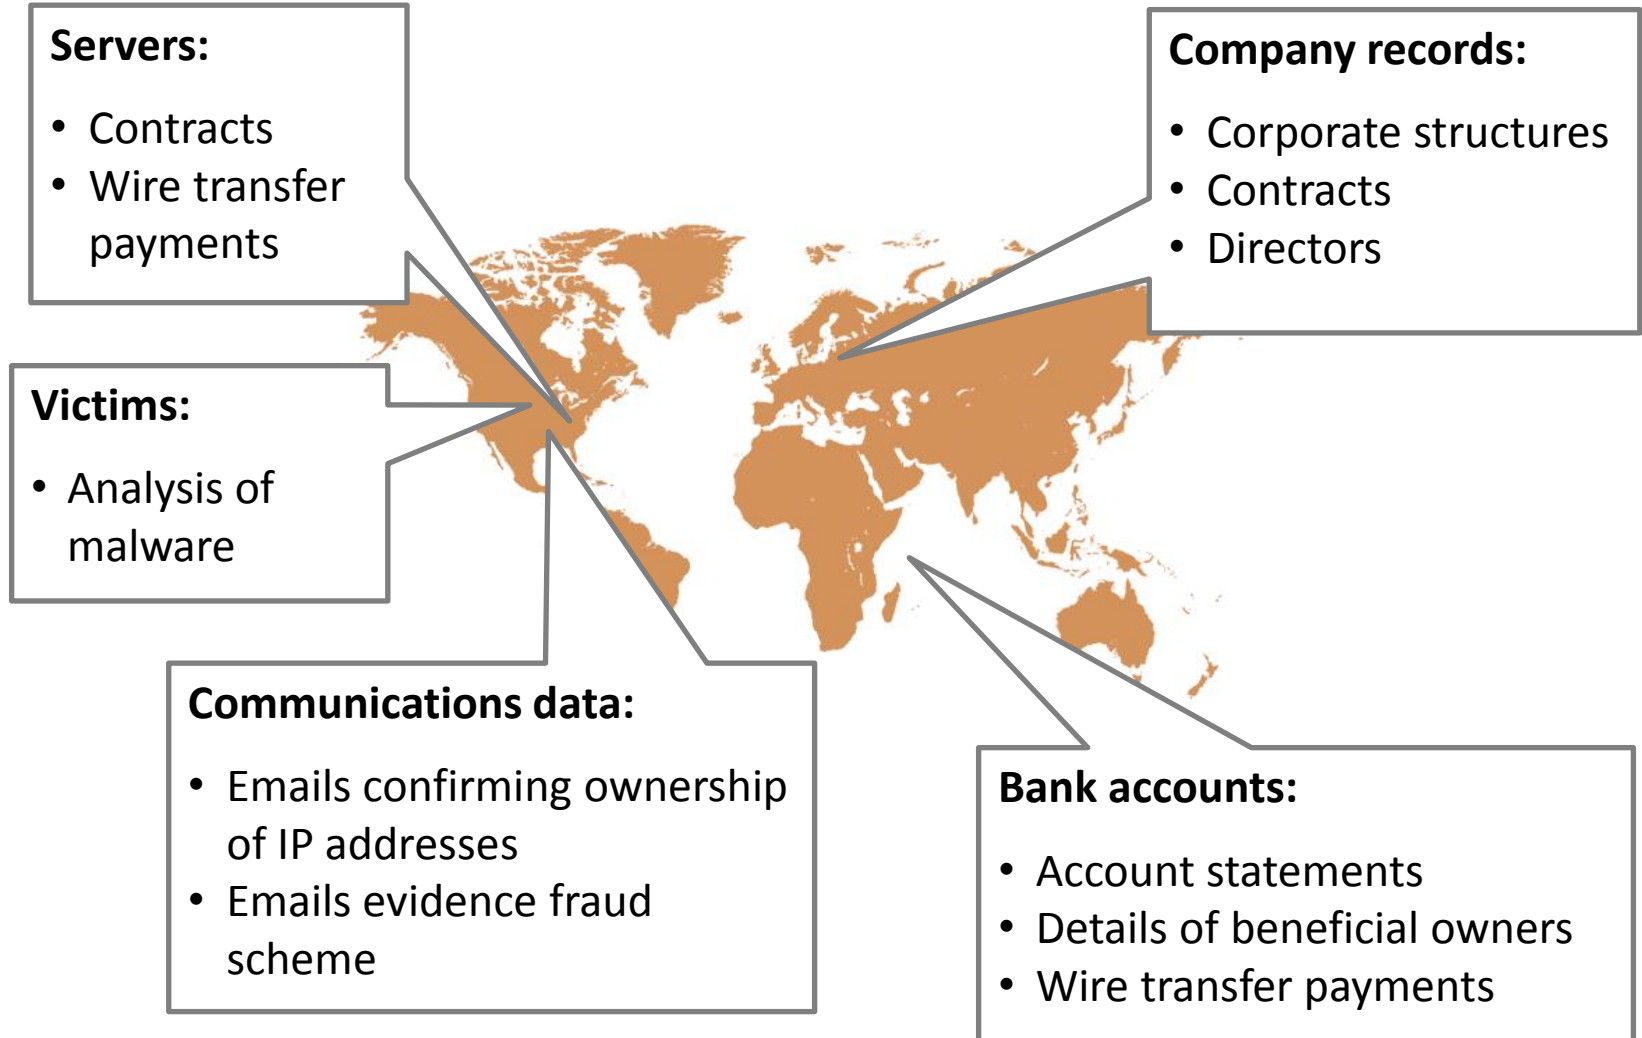 Servers:
• Contracts
• Wire transfer
payments
Company records:
• Corporate structures
• Contracts
• Directors
Victims:
• Analysis of
malware
Communications data:
• Emails confirming ownership
of IP addresses
• Emails evidence fraud
scheme
Bank accounts:
• Account statements
• Details of beneficial owners
• Wire transfer payments